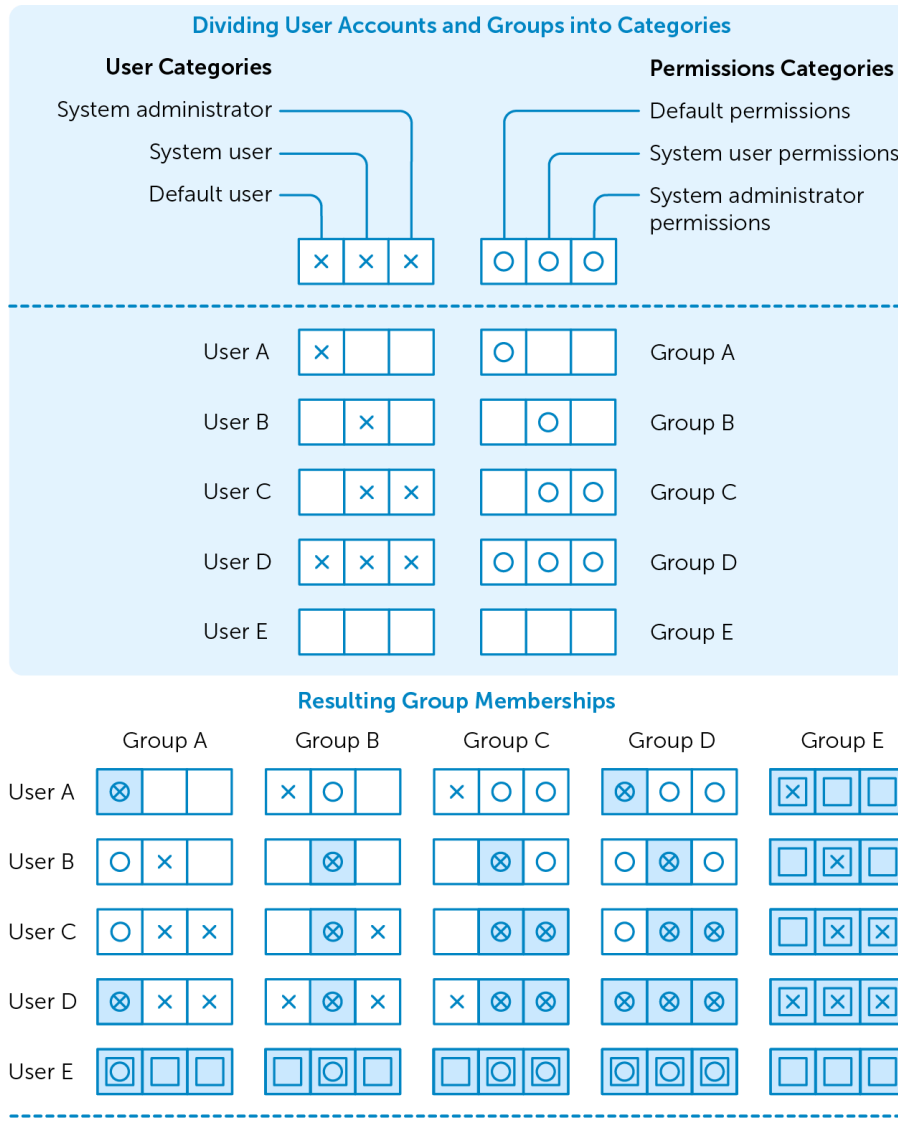 Dividing User Accounts and Groups into Categories
User Categories
Permissions Categories
System administrator
Default permissions
System user
System user permissions
Default user
System administrator
permissions
User A
Group A
User B
Group B
User C
Group C
User D
Group D
User E
Group E
Resulting Group Memberships
Group A
Group B
Group C
Group D
Group E
User A
User B
User C
User D
User E